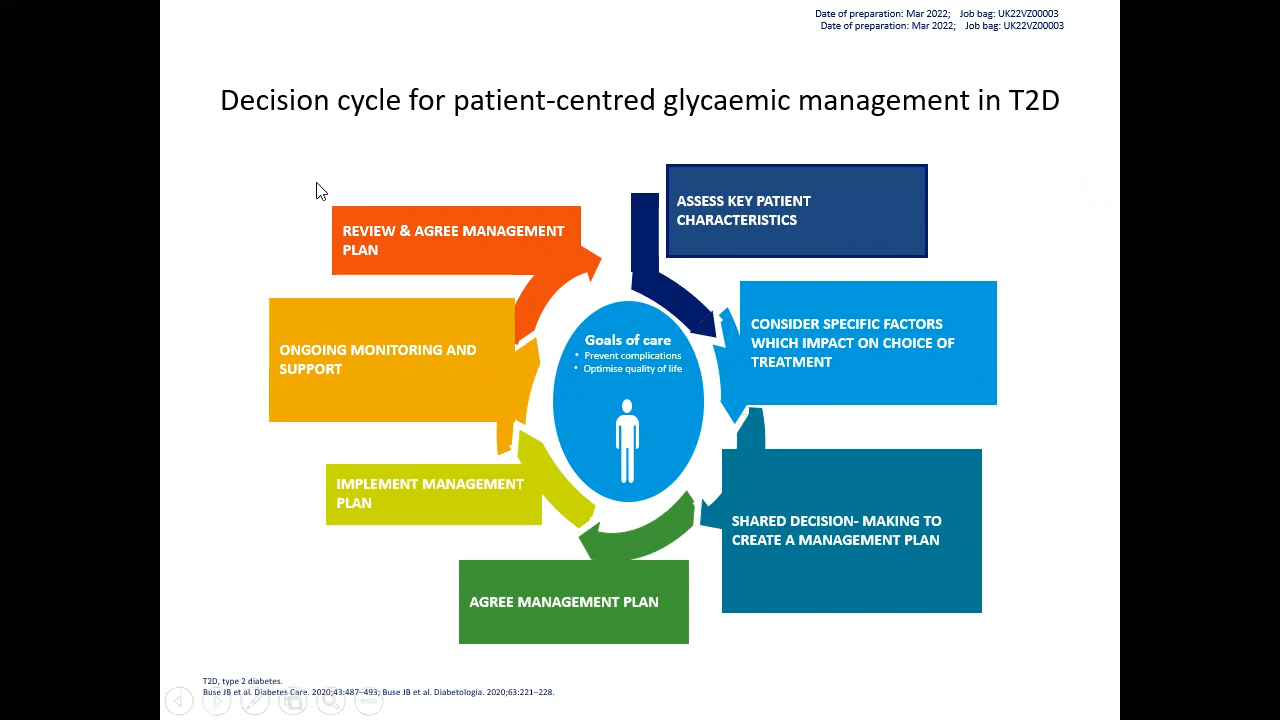 Date of preparation: Mar 2022;    Job bag: UK22VZ00003
Date of preparation: Mar 2022;    Job bag: UK22VZ00003
Decision cycle for patient-centred glycaemic management in T2D
ASSESS KEY PATIENT
CHARACTERISTICS
CONSIDER SPECIFIC FACTORS
WHICH IMPACT ON CHOICE OF
TREATMENT
SHARED DECISION- MAKING TO
CREATE A MANAGEMENT PLAN
AGREE MANAGEMENT PLAN
IMPLEMENT MANAGEMENT
PLAN
ONGOING MONITORING AND
SUPPORT
REVIEW & AGREE MANAGEMENT
PLAN
Goals of care
• Prevent complications
• Optimise quality of life
T2D, type 2 diabetes.
Buse JB et al. Diabetes Care. 2020;43:487–493; Buse JB et al. Diabetologia. 2020;63:221–228.